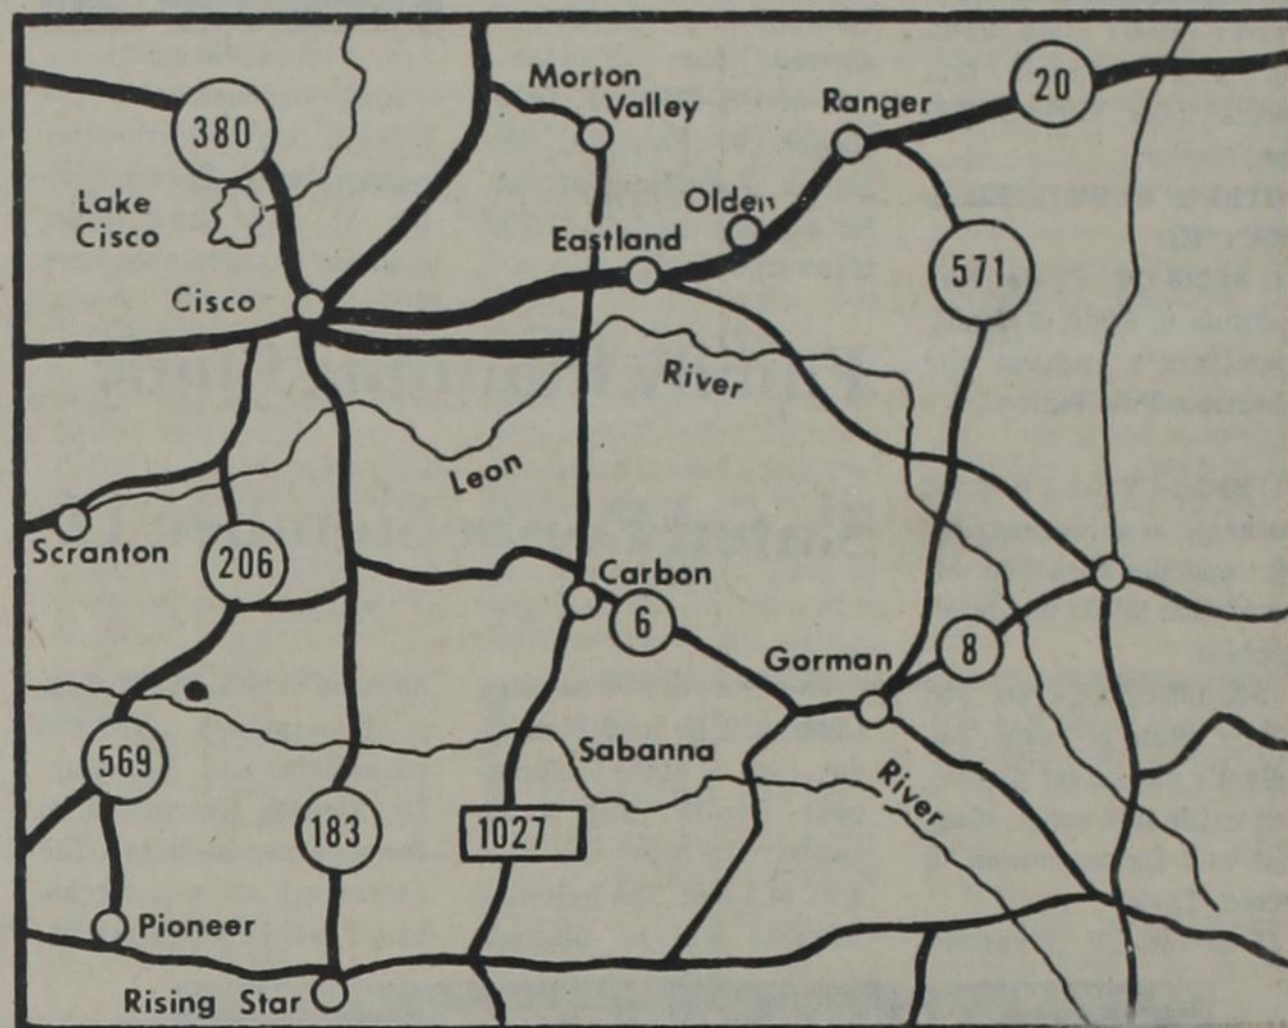 Morton
Valley
Ranger
20
380
Lake
Cisco
Olden
Eastland
571
Cisco
River
Leon
Scranton
206
Carbon
6
8
Gorman
569
Sabanna
River
183
1027
Pioneer
Rising Star